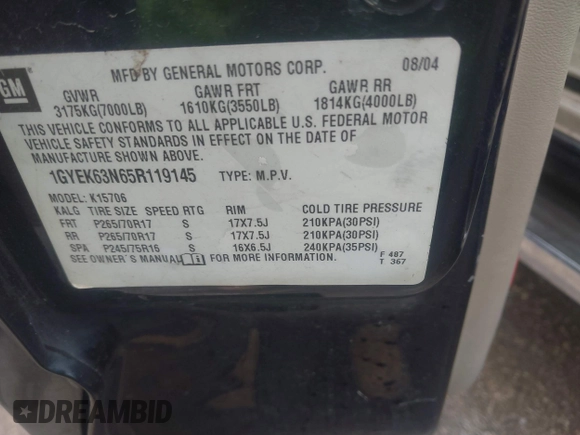 GM
MFD BY GENERAL MOTORS CORP. 08/04
GVWR GAWR FRT GAWR RR
3175KG(7000LB) 1610KG(3550LB) 1814KG(4000LB)
THIS VEHICLE CONFORMS TO ALL APPLICABLE U.S. FEDERAL MOTOR
VEHICLE SAFETY STANDARDS IN EFFECT ON THE DATE OF
MANUFACTURE SHOWN ABOVE.
1GYEK63N65R119145 TYPE: M.P.V.
MODEL: K15706
KALG TIRE SIZE SPEED RTG RIM COLD TIRE PRESSURE
FRT P265/70R17 S 17X7.5J 210KPA(30PSI)
RR P265/70R17 S 17X7.5J 210KPA(30PSI)
SPA P245/75R16 S 16X6.5J 240KPA(35PSI)
SEE OWNER'S MANUAL FOR MORE INFORMATION. F 487
T 367
DREAMBID